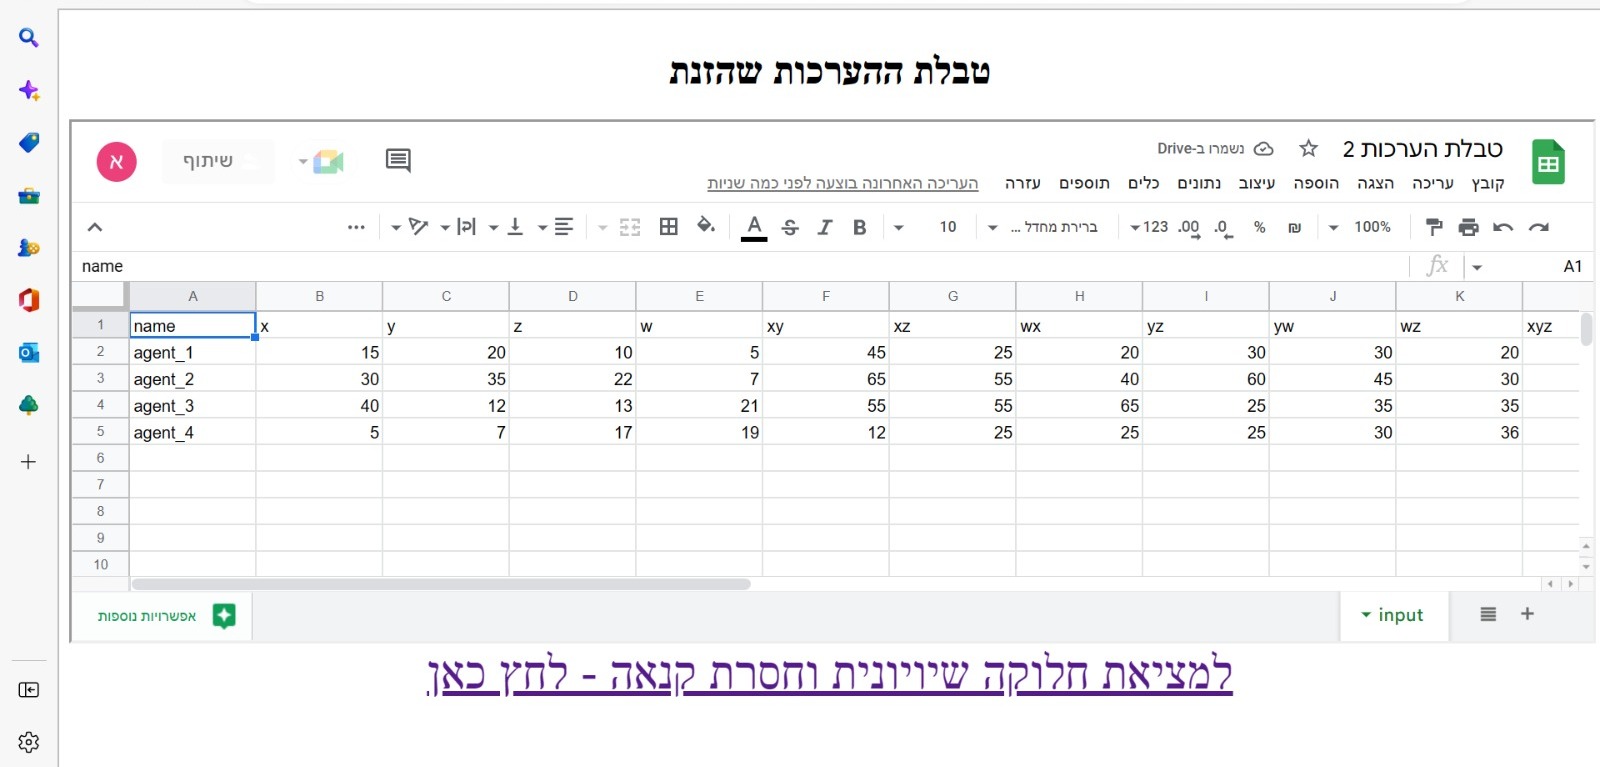 טבלת ההערכות שהזנת
טבלת הערכות 2 נשמרו ב-Drive
שיתוף
א
קובץ עריכה הצגה הוספה עיצוב נתונים כלים תוספים עזרה העריכה האחרונה בוצעה לפני כמה שניות
100% ₪ % .0 .00 123 ברירת מחדל ... 10 B I S A
A1 fx name
A B C D E F G H I J K
1 name x y z w xy xz wx yz yw wz xyz
2 agent_1 15 20 10 5 45 25 20 30 30 20
3 agent_2 30 35 22 7 65 55 40 60 45 30
4 agent_3 40 12 13 21 55 55 65 25 35 35
5 agent_4 5 7 17 19 12 25 25 25 30 36
6
7
8
9
10
input
אפשרויות נוספות
למציאת חלוקה שיויונית וחסרת קנאה - לחץ כאן